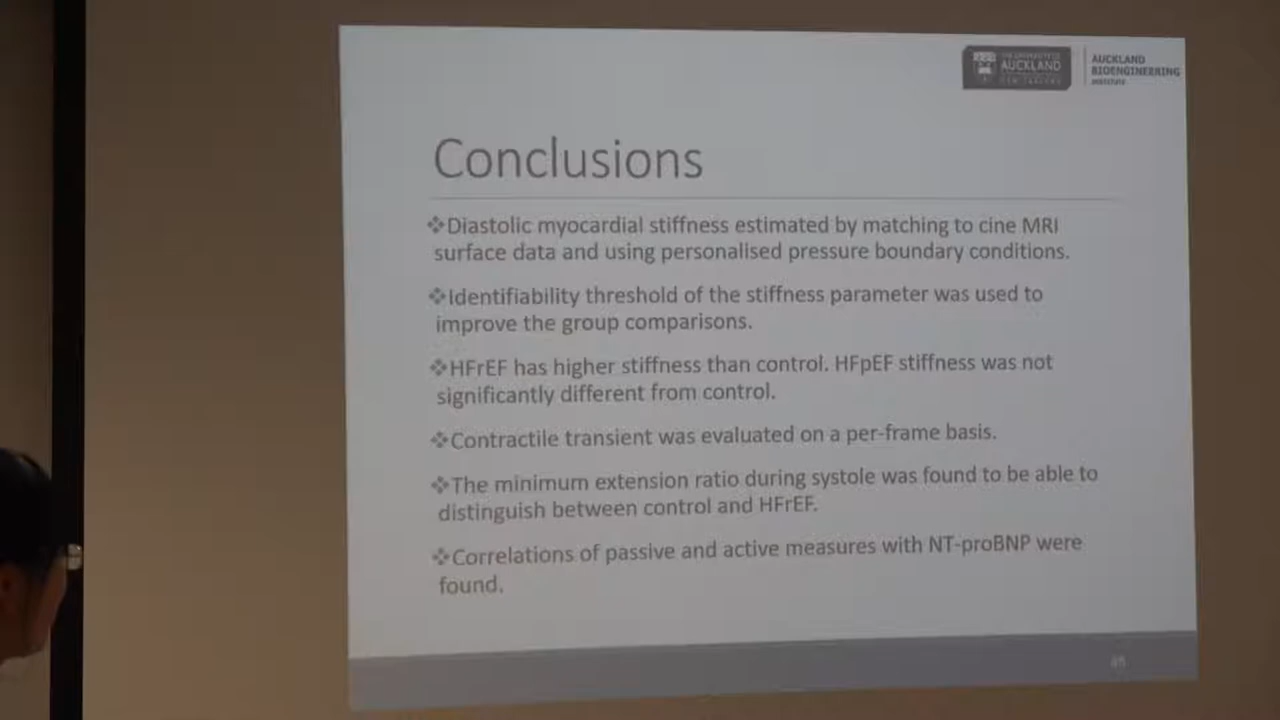 THE UNIVERSITY OF
AUCKLAND
NEW ZEALAND
AUCKLAND
BIOENGINEERING
INSTITUTE
Conclusions
❖Diastolic myocardial stiffness estimated by matching to cine MRI
surface data and using personalised pressure boundary conditions.
❖Identifiability threshold of the stiffness parameter was used to
improve the group comparisons.
❖HFrEF has higher stiffness than control. HFpEF stiffness was not
significantly different from control.
❖Contractile transient was evaluated on a per-frame basis.
❖The minimum extension ratio during systole was found to be able to
distinguish between control and HFrEF.
❖Correlations of passive and active measures with NT-proBNP were
found.